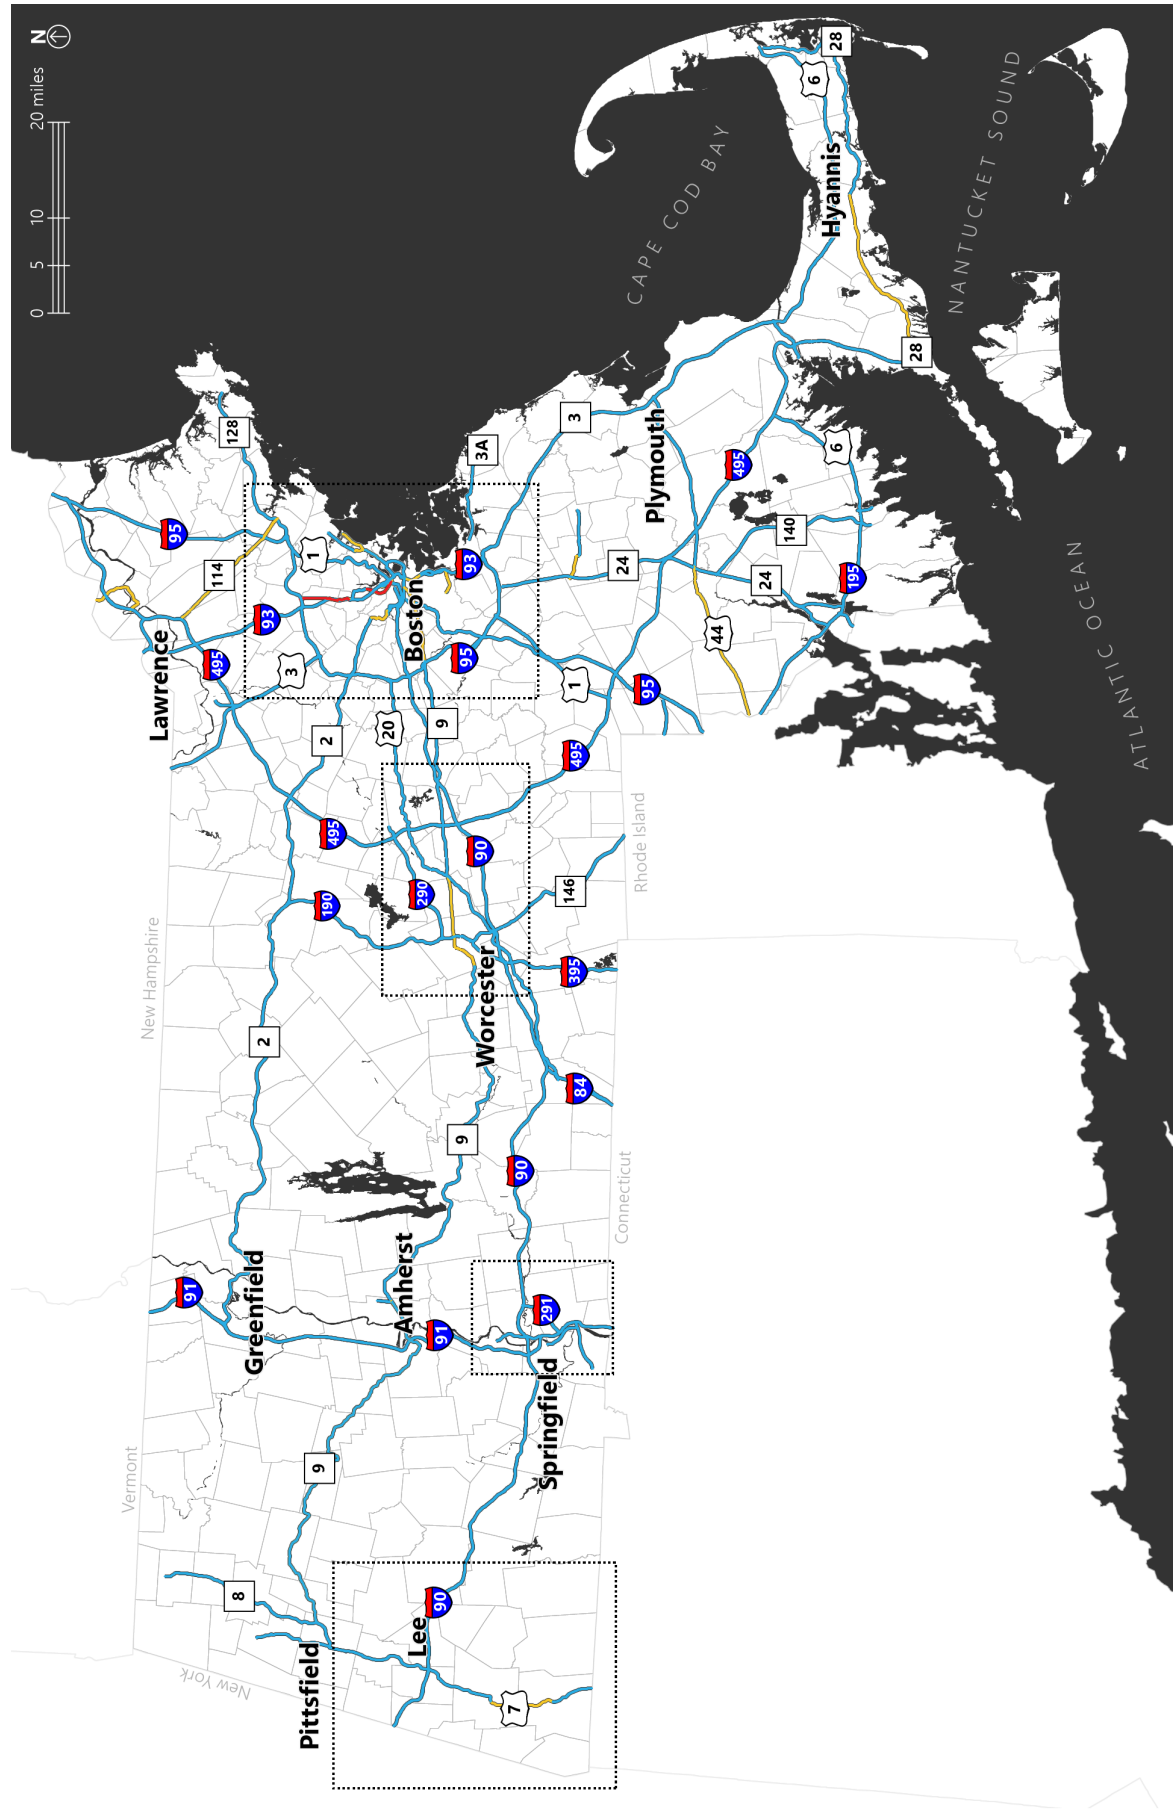 N
0 5 10 20 miles
Vermont
New Hampshire
New York
Connecticut
Rhode Island
CAPE COD BAY
NANTUCKET SOUND
ATLANTIC OCEAN
Pittsfield
Lee
Greenfield
Amherst
Springfield
Worcester
Lawrence
Boston
Plymouth
Hyannis
8
7
90
9
91
91
291
9
90
2
84
190
395
290
146
495
90
2
20
9
495
495
3
93
114
95
128
1
93
95
3A
1
95
3
24
44
495
24
140
195
6
28
6
28